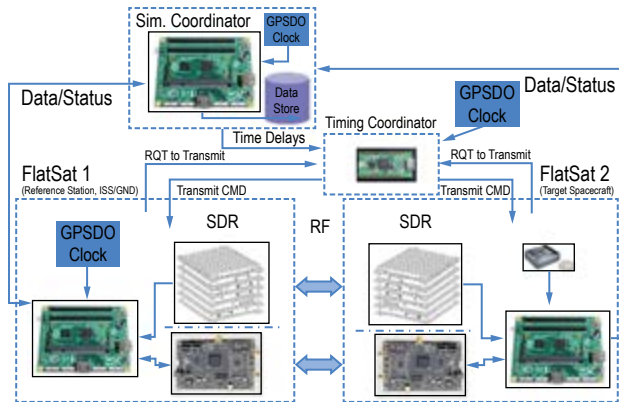 Sim. Coordinator
GPSDO
Clock
Data
Store
Data/Status
Data/Status
GPSDO
Clock
Timing Coordinator
Time Delays
RQT to Transmit
RQT to Transmit
FlatSat 1
(Reference Station, ISS/GND)
FlatSat 2
(Target Spacecraft)
Transmit CMD
Transmit CMD
GPSDO
Clock
SDR
RF
SDR